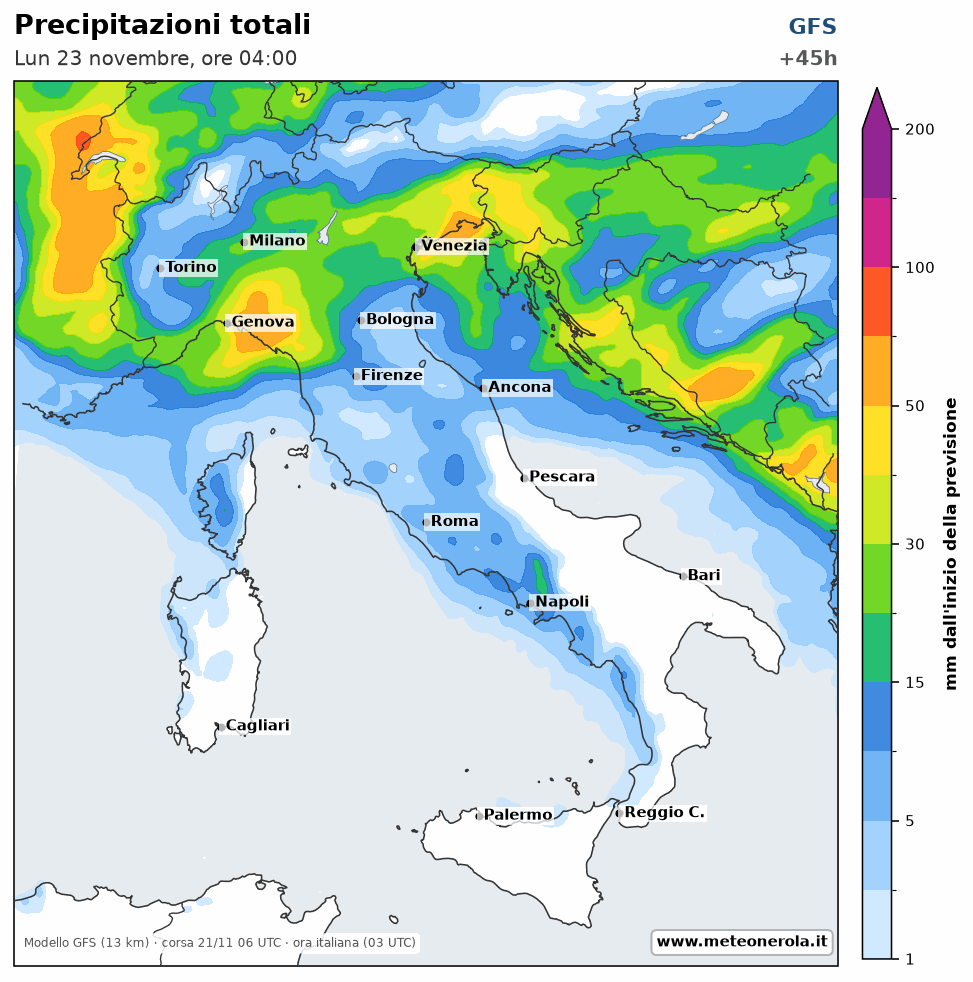 Precipitazioni totali
GFS
Lun 23 novembre, ore 04:00
+45h
Milano
Venezia
Torino
Genova
Bologna
Firenze
Ancona
Pescara
Roma
Bari
Napoli
Cagliari
Palermo
Reggio C.
200
100
50
30
15
5
1
mm dall'inizio della previsione
Modello GFS (13 km) · corsa 21/11 06 UTC · ora italiana (03 UTC)
www.meteonerola.it